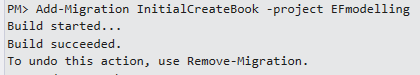 PM> Add-Migration InitialCreateBook -project EFmodelling
Build started...
Build succeeded.
To undo this action, use Remove-Migration.